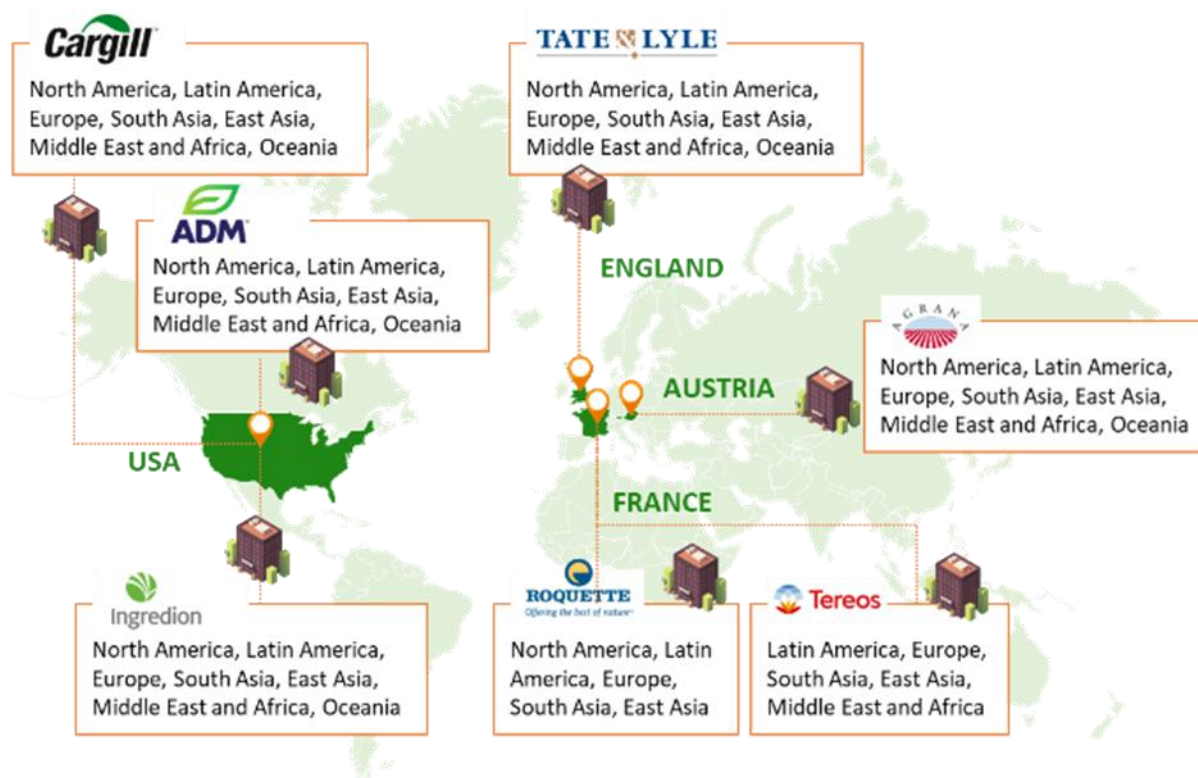 Cargill
North America, Latin America,
Europe, South Asia, East Asia,
Middle East and Africa, Oceania
TATE & LYLE
North America, Latin America,
Europe, South Asia, East Asia,
Middle East and Africa, Oceania
ADM
North America, Latin America,
Europe, South Asia, East Asia,
Middle East and Africa, Oceania
ENGLAND
AGRANA
North America, Latin America,
Europe, South Asia, East Asia,
Middle East and Africa, Oceania
AUSTRIA
USA
FRANCE
Ingredion
North America, Latin America,
Europe, South Asia, East Asia,
Middle East and Africa, Oceania
ROQUETTE
Offering the best of nature™
North America, Latin
America, Europe,
South Asia, East Asia
Tereos
Latin America, Europe,
South Asia, East Asia,
Middle East and Africa